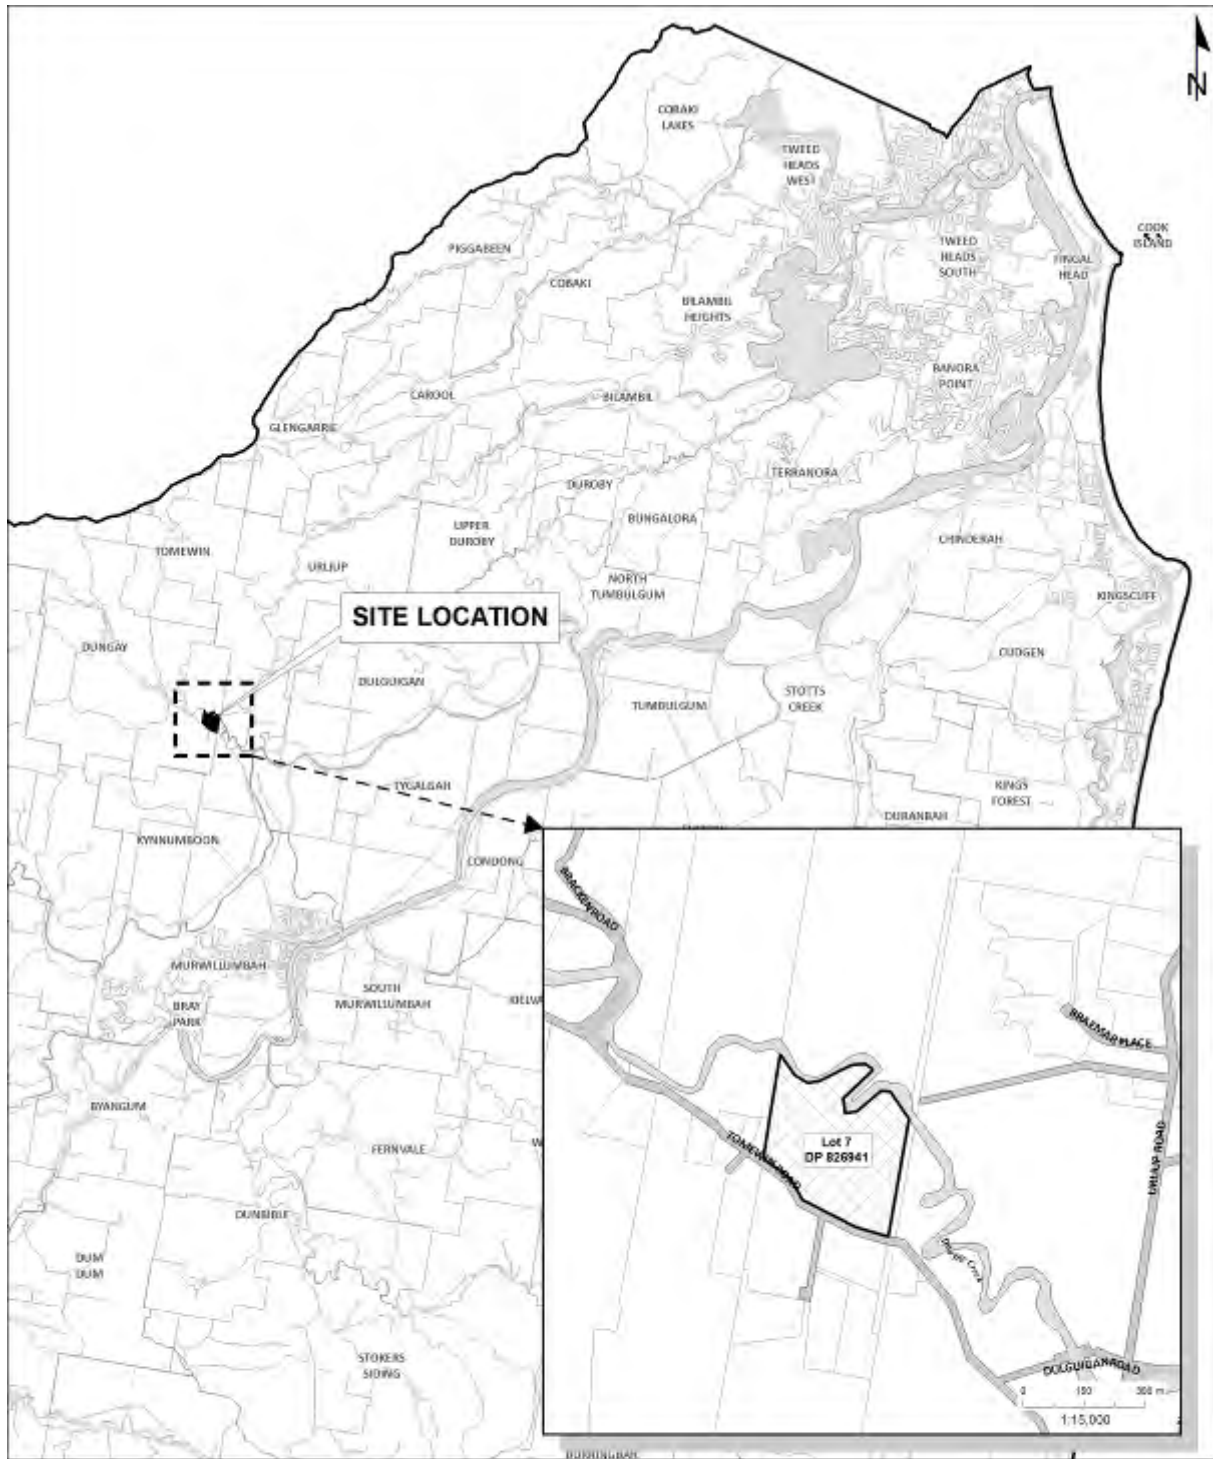 N
COBAKI
LAKES
TWEED
HEADS
WEST
COOK
ISLAND
PIGGABEEN
TWEED
HEADS
SOUTH
FINGAL
HEAD
COBAKI
BILAMBIL
HEIGHTS
BANORA
POINT
CAROOL
BILAMBIL
GLENGARRIE
TERRANORA
DUROBY
BUNGALORA
UPPER
DUROBY
CHINDERAH
TOMEWIN
URLIUP
NORTH
TUMBULGUM
KINGSCLIFF
SITE LOCATION
DUNGAY
CUDGEN
DULGUIGAN
STOTTS
CREEK
TUMBULGUM
TYGALGAH
KINGS
FOREST
DURANBAH
KYNNUMBOON
CONDONG
MURWILLUMBAH
SOUTH
MURWILLUMBAH
BRAY
PARK
BYANGUM
FERNVALE
DUNBIBLE
DUM
DUM
STOKERS
SIDING
BRACKEN ROAD
BRAEMAR PLACE
TOMEWIN ROAD
Lot 7
DP 826941
URLIUP ROAD
DULGUIGAN ROAD
0 150 300 m
1:15,000
BURRINGBAR